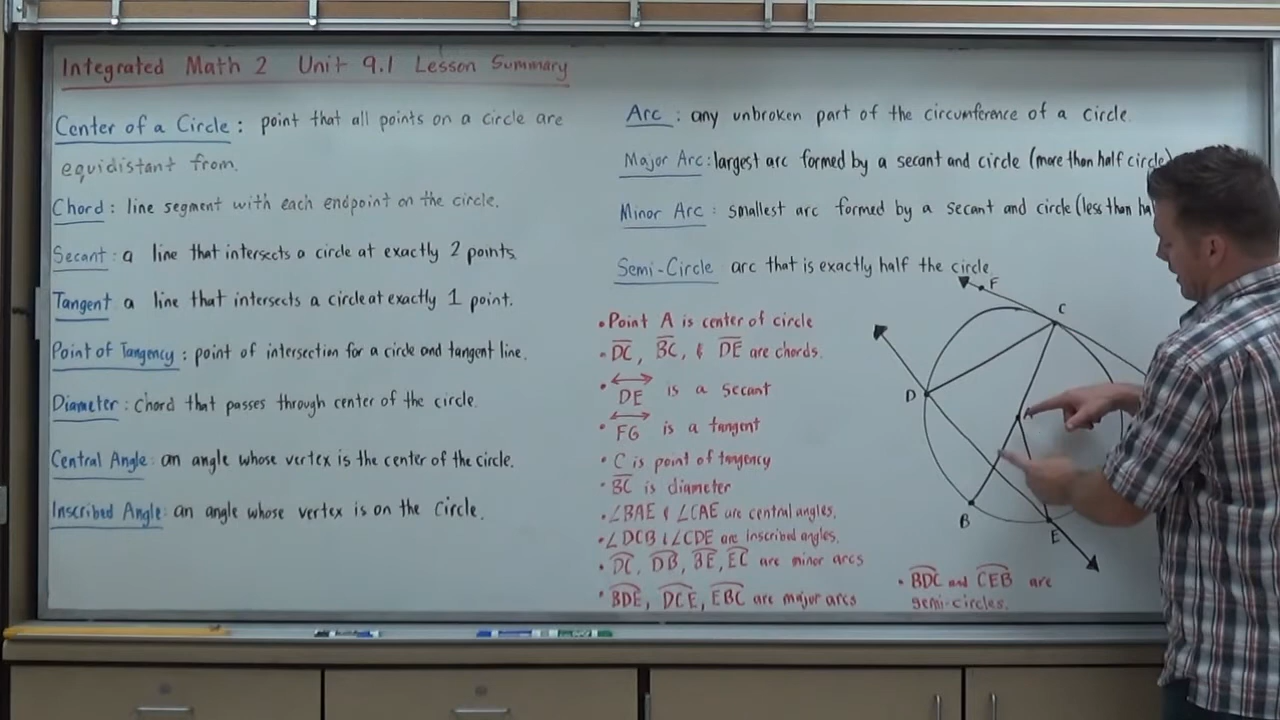 Integrated Math 2 Unit 9.1 Lesson Summary
Center of a Circle: point that all points on a circle are
equidistant from.
Chord: line segment with each endpoint on the circle.
Secant: a line that intersects a circle at exactly 2 points.
Tangent a line that intersects a circle at exactly 1 point.
Point of Tangency: point of intersection for a circle and tangent line.
Diameter: Chord that passes through center of the circle.
Central Angle: an angle whose vertex is the center of the circle.
Inscribed Angle: an angle whose vertex is on the Circle.
Arc: any unbroken part of the circumference of a circle.
Major Arc: largest arc formed by a secant and circle (more than half circle)
Minor Arc: smallest arc formed by a secant and circle (less than
Semi-Circle arc that is exactly half the circle
• Point A is center of circle
• D͞C͞, B͞C͞, & D͞E͞ are chords.
• DE is a secant
• FG is a tangent
• C is point of tangency
• B͞C͞ is diameter
• ∠BAE & ∠CAE are central angles.
• ∠DCB & ∠CDE are inscribed angles.
• DC, DB, BE, EC are minor arcs
• BDE, DCE, EBC are major arcs
• BDC and CEB are
semi-circles.
F
C
D
A
B
E